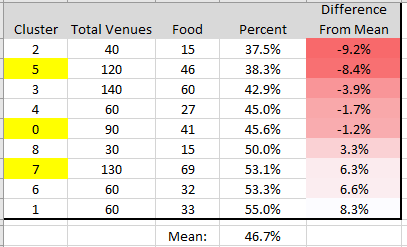 Difference
Cluster Total Venues Food Percent From Mean
2 40 15 37.5% -9.2%
5 120 46 38.3% -8.4%
3 140 60 42.9% -3.9%
4 60 27 45.0% -1.7%
0 90 41 45.6% -1.2%
8 30 15 50.0% 3.3%
7 130 69 53.1% 6.3%
6 60 32 53.3% 6.6%
1 60 33 55.0% 8.3%
Mean: 46.7%